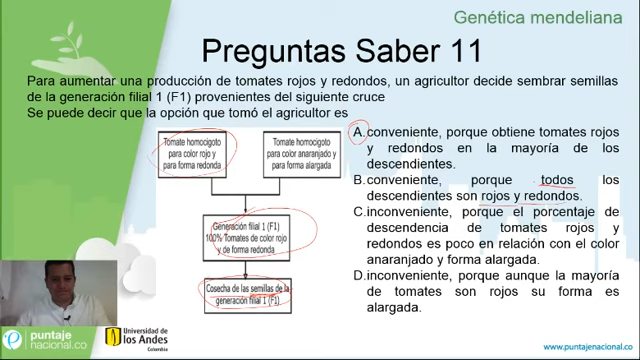 Genética mendeliana
Preguntas Saber 11
Para aumentar una producción de tomates rojos y redondos, un agricultor decide sembrar semillas
de la generación filial 1 (F1) provenientes del siguiente cruce
Se puede decir que la opción que tomó el agricultor es
Tomate homocigoto
para color rojo y
para forma redonda
Tomate homocigoto
para color anaranjado y
para forma alargada
Generación filial 1 (F1)
100% Tomates de color rojo
y de forma redonda
Cosecha de las semillas de la
generación filial 1 (F1)
A. conveniente, porque obtiene tomates rojos
y redondos en la mayoría de los
descendientes.
B. conveniente, porque todos los
descendientes son rojos y redondos.
C. inconveniente, porque el porcentaje de
descendencia de tomates rojos y
redondos es poco en relación con el color
anaranjado y forma alargada.
D. inconveniente, porque aunque la mayoría
de tomates son rojos su forma es
alargada.
puntaje
nacional.co
Universidad de
los Andes
Colombia
www.puntajenacional.co